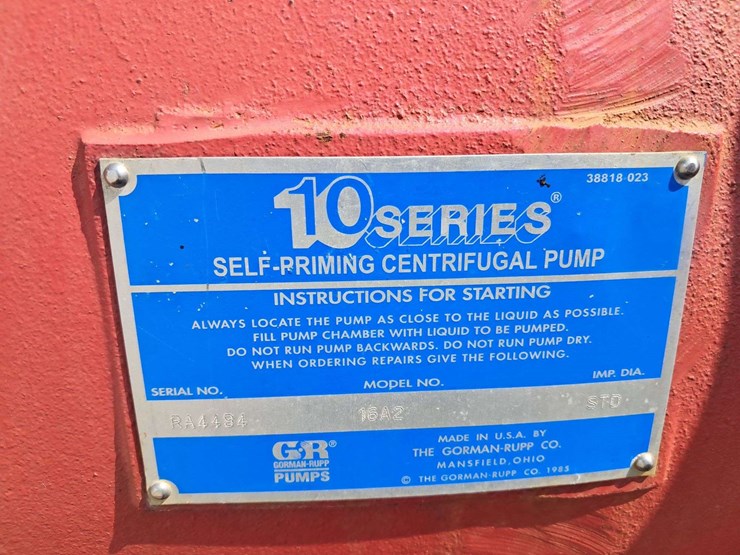 38818-023
10 SERIES®
SELF-PRIMING CENTRIFUGAL PUMP
INSTRUCTIONS FOR STARTING
ALWAYS LOCATE THE PUMP AS CLOSE TO THE LIQUID AS POSSIBLE.
FILL PUMP CHAMBER WITH LIQUID TO BE PUMPED.
DO NOT RUN PUMP BACKWARDS. DO NOT RUN PUMP DRY.
WHEN ORDERING REPAIRS GIVE THE FOLLOWING.
SERIAL NO. MODEL NO. IMP. DIA.
16A2 STD
GR®
GORMAN-RUPP
PUMPS
MADE IN U.S.A. BY
THE GORMAN-RUPP CO.
MANSFIELD, OHIO
© THE GORMAN-RUPP CO. 1985